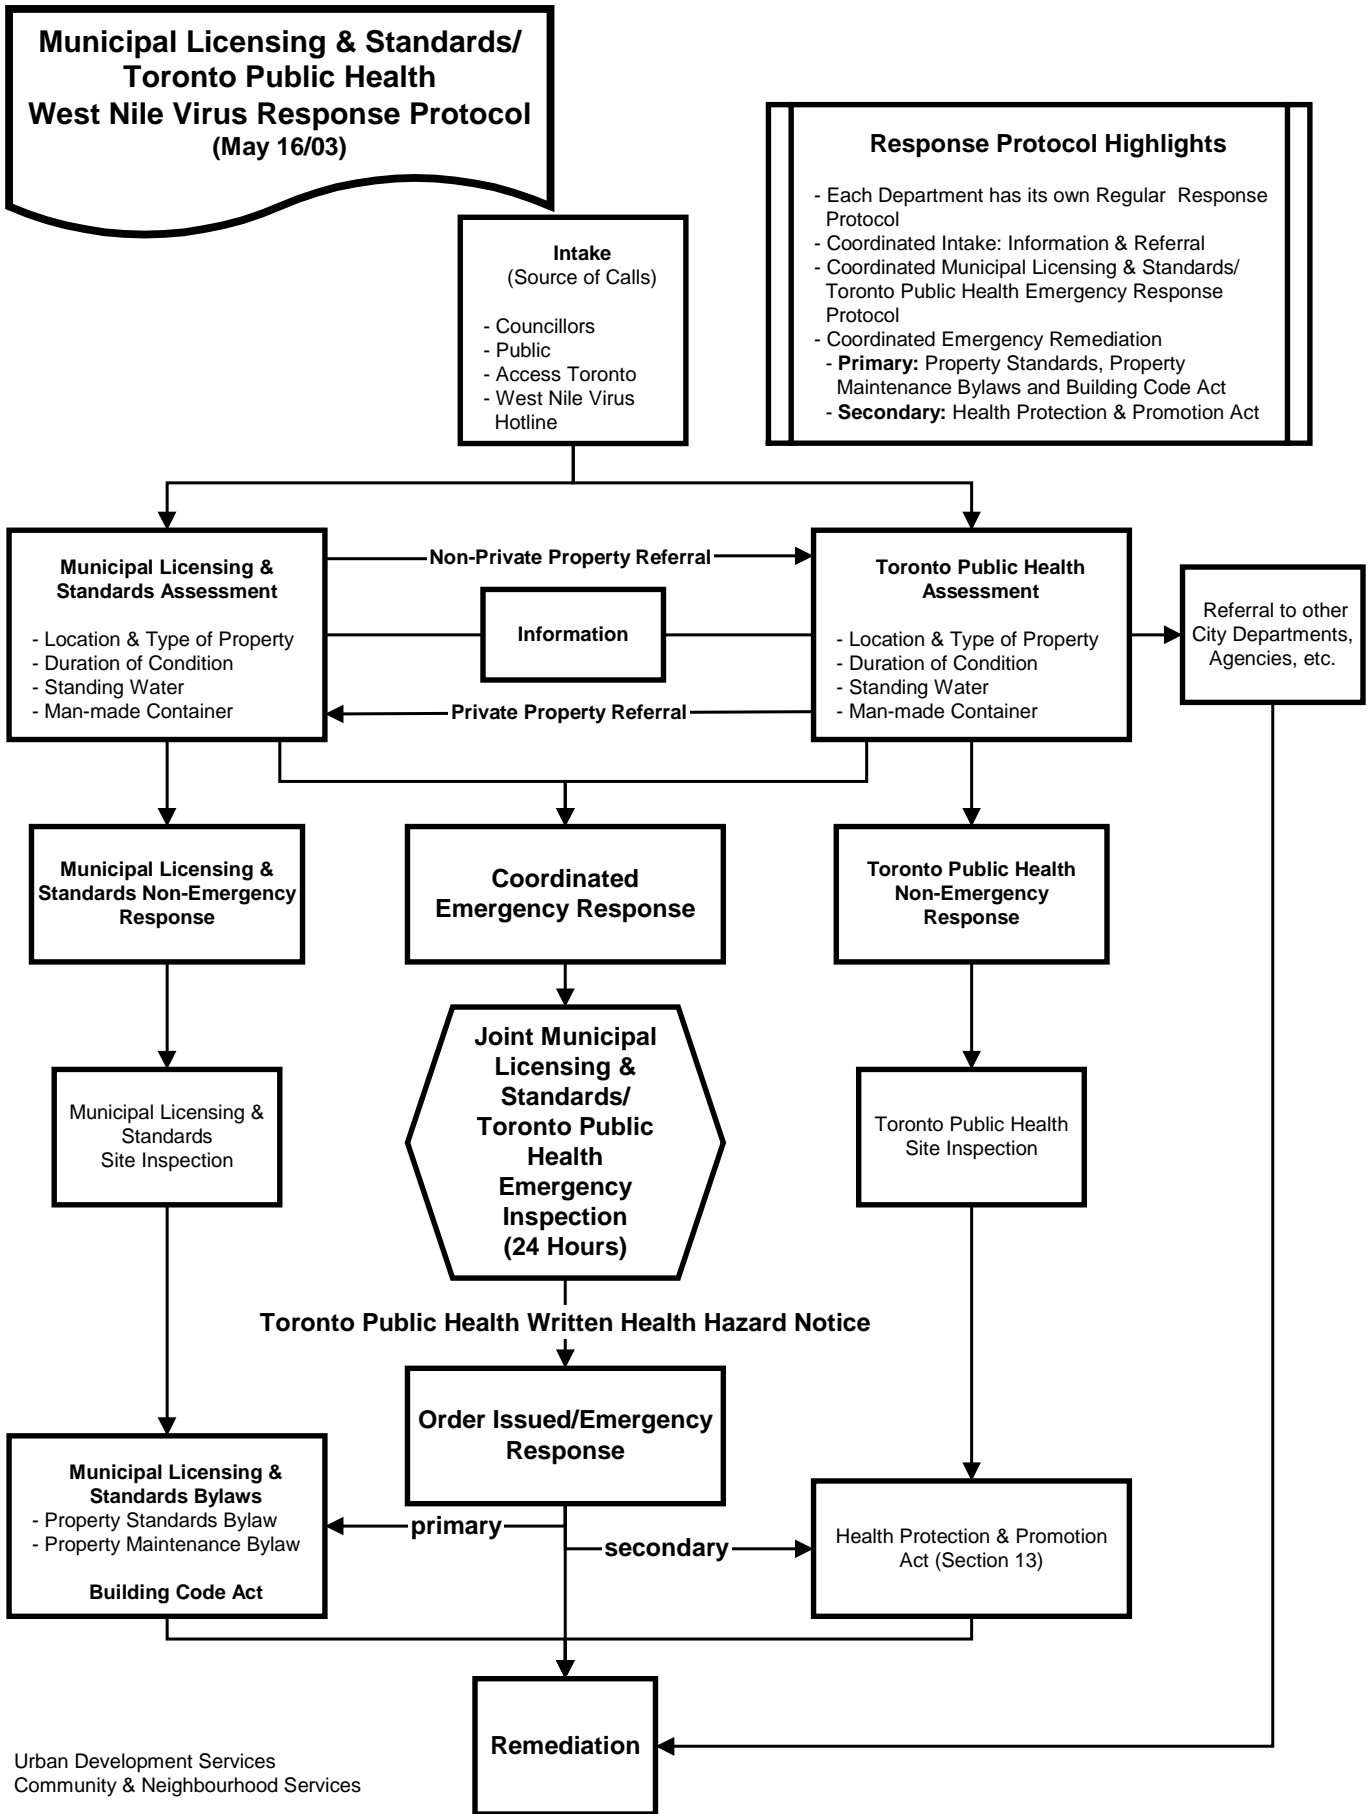 Municipal Licensing & Standards/
Toronto Public Health
West Nile Virus Response Protocol
(May 16/03)
Response Protocol Highlights
- Each Department has its own Regular Response
Protocol
- Coordinated Intake: Information & Referral
- Coordinated Municipal Licensing & Standards/
Toronto Public Health Emergency Response
Protocol
- Coordinated Emergency Remediation
- Primary: Property Standards, Property
Maintenance Bylaws and Building Code Act
- Secondary: Health Protection & Promotion Act
Intake
(Source of Calls)
- Councillors
- Public
- Access Toronto
- West Nile Virus
Hotline
Municipal Licensing &
Standards Assessment
- Location & Type of Property
- Duration of Condition
- Standing Water
- Man-made Container
Non-Private Property Referral
Information
Private Property Referral
Toronto Public Health
Assessment
- Location & Type of Property
- Duration of Condition
- Standing Water
- Man-made Container
Referral to other
City Departments,
Agencies, etc.
Municipal Licensing &
Standards Non-Emergency
Response
Coordinated
Emergency Response
Toronto Public Health
Non-Emergency
Response
Municipal Licensing &
Standards
Site Inspection
Joint Municipal
Licensing &
Standards/
Toronto Public
Health
Emergency
Inspection
(24 Hours)
Toronto Public Health
Site Inspection
Toronto Public Health Written Health Hazard Notice
Order Issued/Emergency
Response
Municipal Licensing &
Standards Bylaws
- Property Standards Bylaw
- Property Maintenance Bylaw
Building Code Act
primary
secondary
Health Protection & Promotion
Act (Section 13)
Remediation
Urban Development Services
Community & Neighbourhood Services